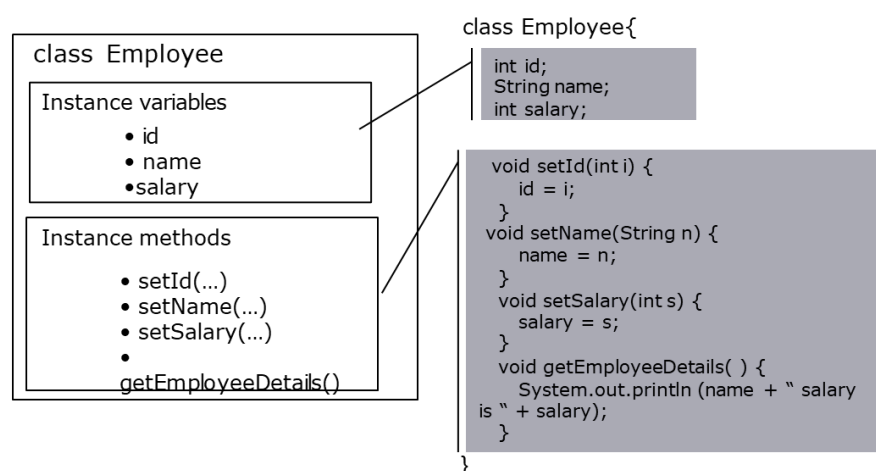 class Employee
Instance variables
• id
• name
•salary
Instance methods
• setId(...)
• setName(...)
• setSalary(...)
•
getEmployeeDetails()
class Employee{
int id;
String name;
int salary;
void setId(int i) {
id = i;
}
void setName(String n) {
name = n;
}
void setSalary(int s) {
salary = s;
}
void getEmployeeDetails( ) {
System.out.println (name + “ salary
is “ + salary);
}
}